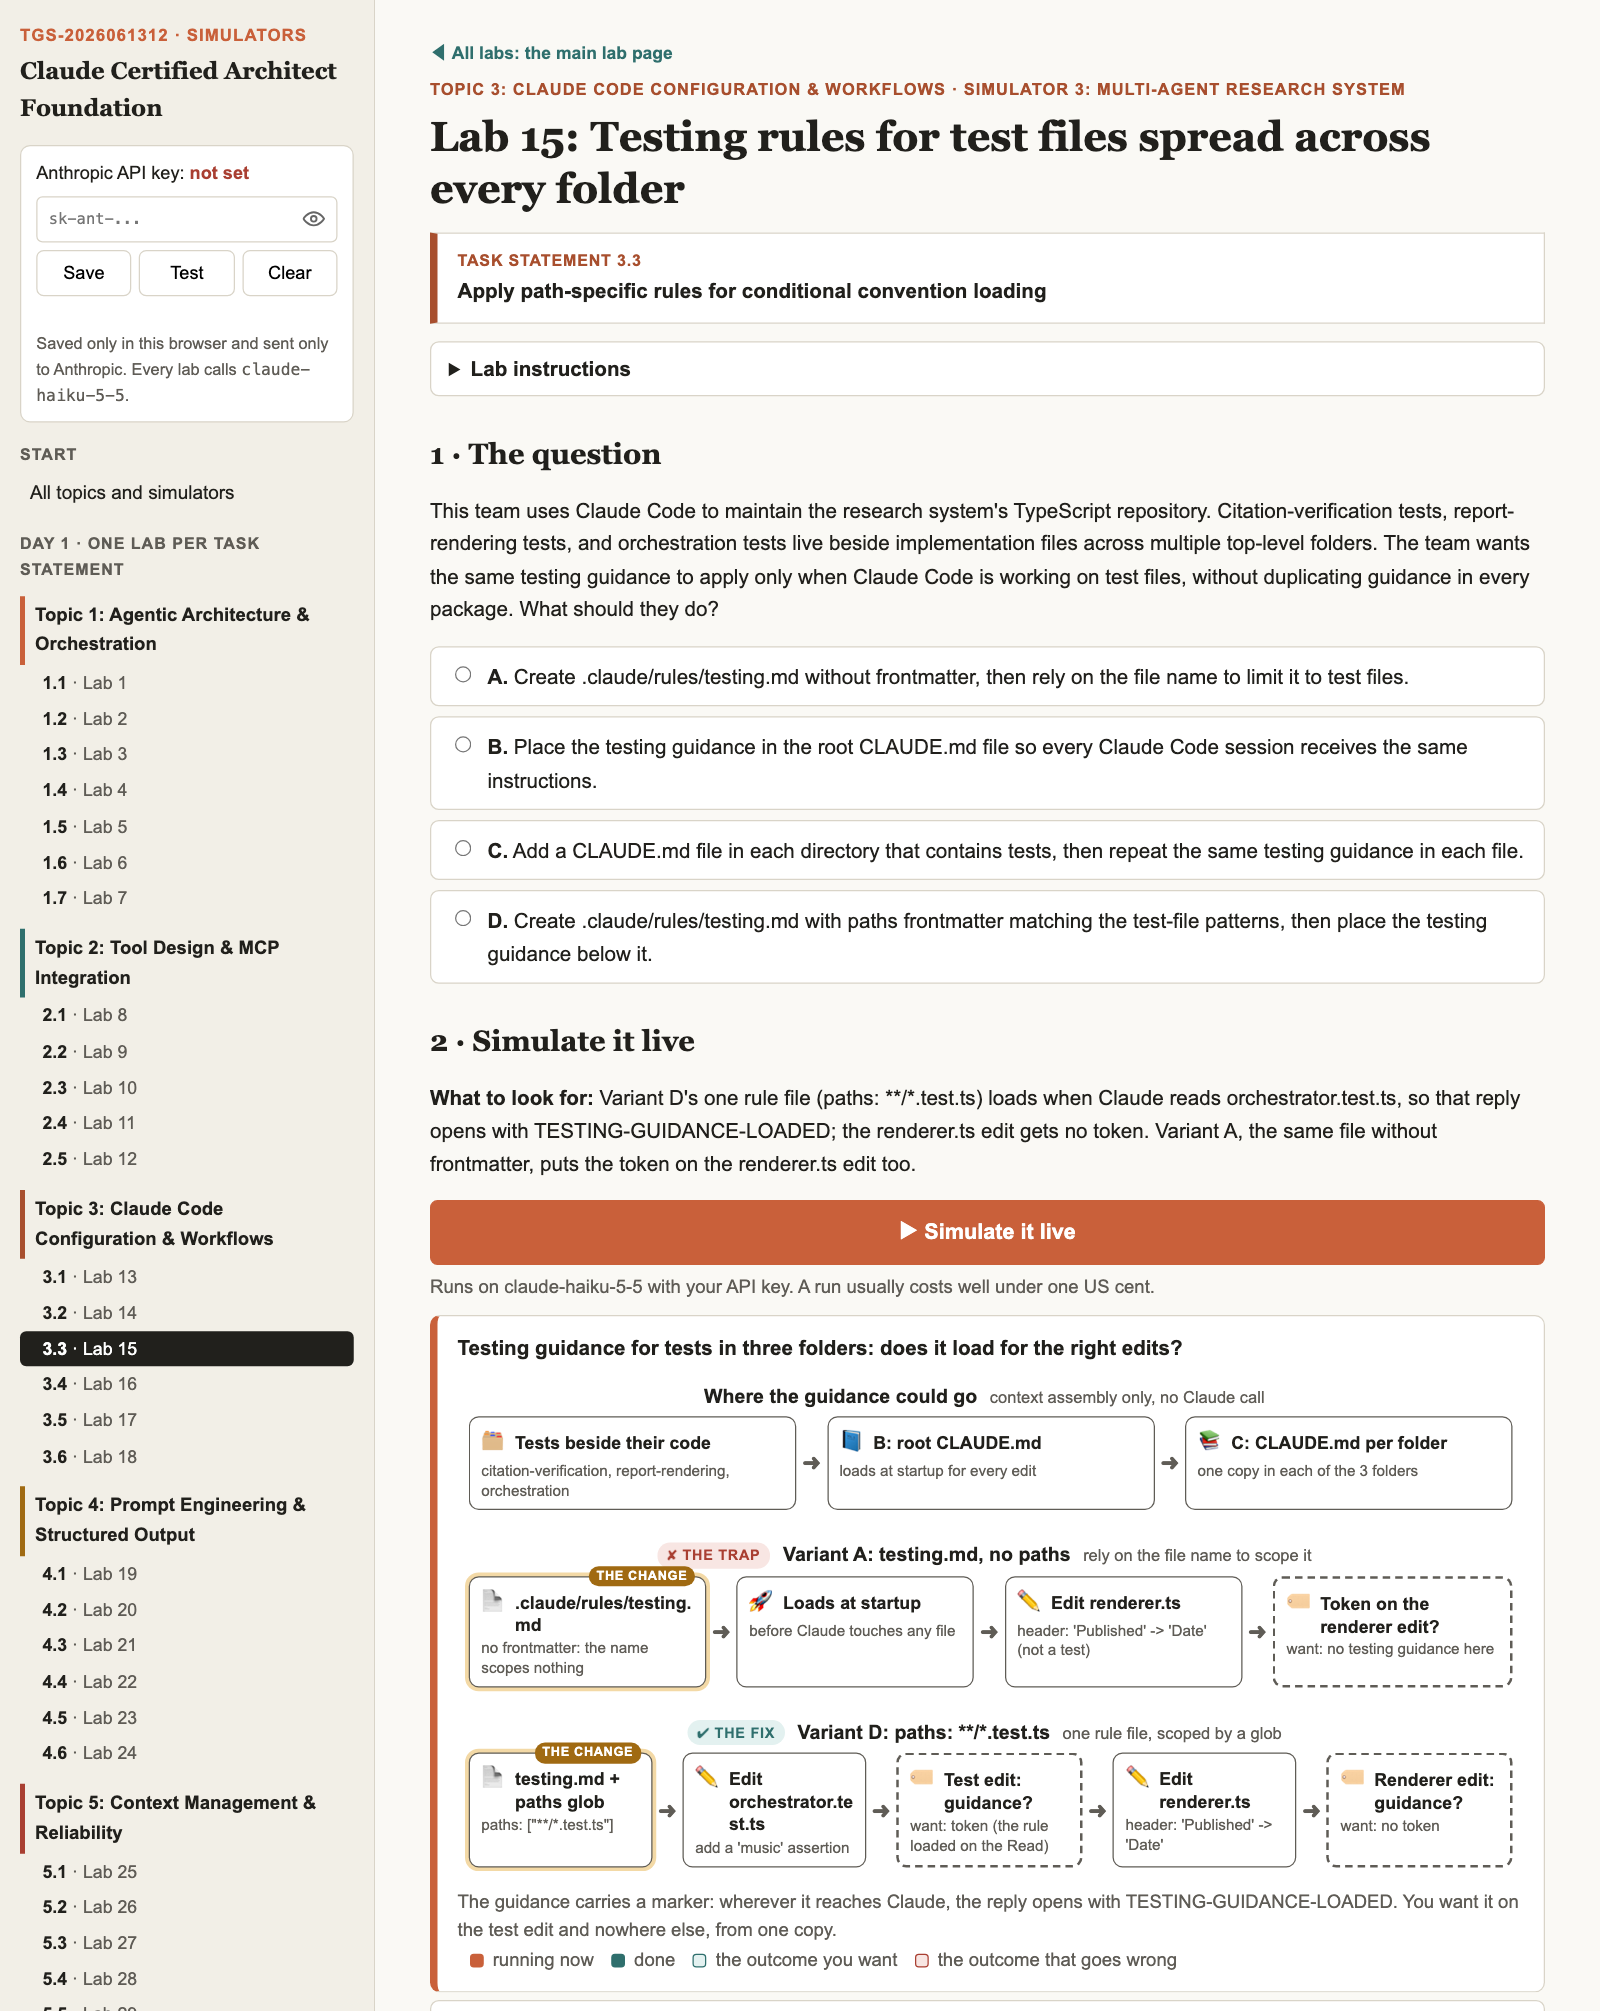 TGS-2026061312 · SIMULATORS
Claude Certified Architect
Foundation
Anthropic API key: not set
sk-ant-...
Save
Test
Clear
Saved only in this browser and sent only
to Anthropic. Every lab calls claude-
haiku-5-5.
START
All topics and simulators
DAY 1 · ONE LAB PER TASK
STATEMENT
Topic 1: Agentic Architecture &
Orchestration
1.1 · Lab 1
1.2 · Lab 2
1.3 · Lab 3
1.4 · Lab 4
1.5 · Lab 5
1.6 · Lab 6
1.7 · Lab 7
Topic 2: Tool Design & MCP
Integration
2.1 · Lab 8
2.2 · Lab 9
2.3 · Lab 10
2.4 · Lab 11
2.5 · Lab 12
Topic 3: Claude Code
Configuration & Workflows
3.1 · Lab 13
3.2 · Lab 14
3.3 · Lab 15
3.4 · Lab 16
3.5 · Lab 17
3.6 · Lab 18
Topic 4: Prompt Engineering &
Structured Output
4.1 · Lab 19
4.2 · Lab 20
4.3 · Lab 21
4.4 · Lab 22
4.5 · Lab 23
4.6 · Lab 24
Topic 5: Context Management &
Reliability
5.1 · Lab 25
5.2 · Lab 26
5.3 · Lab 27
5.4 · Lab 28
◀ All labs: the main lab page
TOPIC 3: CLAUDE CODE CONFIGURATION & WORKFLOWS · SIMULATOR 3: MULTI-AGENT RESEARCH SYSTEM
Lab 15: Testing rules for test files spread across
every folder
TASK STATEMENT 3.3
Apply path-specific rules for conditional convention loading
▶ Lab instructions
1 · The question
This team uses Claude Code to maintain the research system's TypeScript repository. Citation-verification tests, report-
rendering tests, and orchestration tests live beside implementation files across multiple top-level folders. The team wants
the same testing guidance to apply only when Claude Code is working on test files, without duplicating guidance in every
package. What should they do?
A. Create .claude/rules/testing.md without frontmatter, then rely on the file name to limit it to test files.
B. Place the testing guidance in the root CLAUDE.md file so every Claude Code session receives the same
instructions.
C. Add a CLAUDE.md file in each directory that contains tests, then repeat the same testing guidance in each file.
D. Create .claude/rules/testing.md with paths frontmatter matching the test-file patterns, then place the testing
guidance below it.
2 · Simulate it live
What to look for: Variant D's one rule file (paths: **/*.test.ts) loads when Claude reads orchestrator.test.ts, so that reply
opens with TESTING-GUIDANCE-LOADED; the renderer.ts edit gets no token. Variant A, the same file without
frontmatter, puts the token on the renderer.ts edit too.
▶ Simulate it live
Runs on claude-haiku-5-5 with your API key. A run usually costs well under one US cent.
Testing guidance for tests in three folders: does it load for the right edits?
Where the guidance could go context assembly only, no Claude call
Tests beside their code
citation-verification, report-rendering,
orchestration
➜
B: root CLAUDE.md
loads at startup for every edit
➜
C: CLAUDE.md per folder
one copy in each of the 3 folders
✘ THE TRAP Variant A: testing.md, no paths rely on the file name to scope it
THE CHANGE
.claude/rules/testing.
md
no frontmatter: the name
scopes nothing
➜
Loads at startup
before Claude touches any file
➜
Edit renderer.ts
header: 'Published' -> 'Date'
(not a test)
➜
Token on the
renderer edit?
want: no testing guidance here
✔ THE FIX Variant D: paths: **/*.test.ts one rule file, scoped by a glob
THE CHANGE
testing.md +
paths glob
paths: ["**/*.test.ts"]
➜
Edit
orchestrator.te
st.ts
add a 'music' assertion
➜
Test edit:
guidance?
want: token (the rule
loaded on the Read)
➜
Edit
renderer.ts
header: 'Published' ->
'Date'
➜
Renderer edit:
guidance?
want: no token
The guidance carries a marker: wherever it reaches Claude, the reply opens with TESTING-GUIDANCE-LOADED. You want it on
the test edit and nowhere else, from one copy.
running now done the outcome you want the outcome that goes wrong